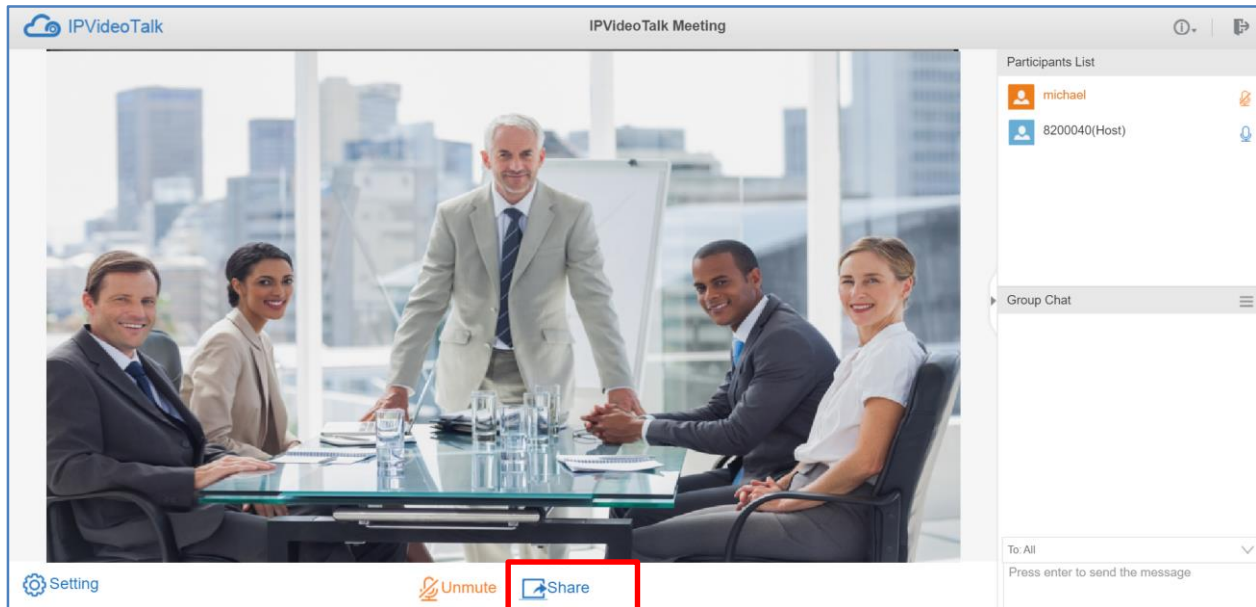 IPVideoTalk
IPVideoTalk Meeting
Participants List
michael
8200040(Host)
Group Chat
To: All
Press enter to send the message
Setting
Unmute
Share